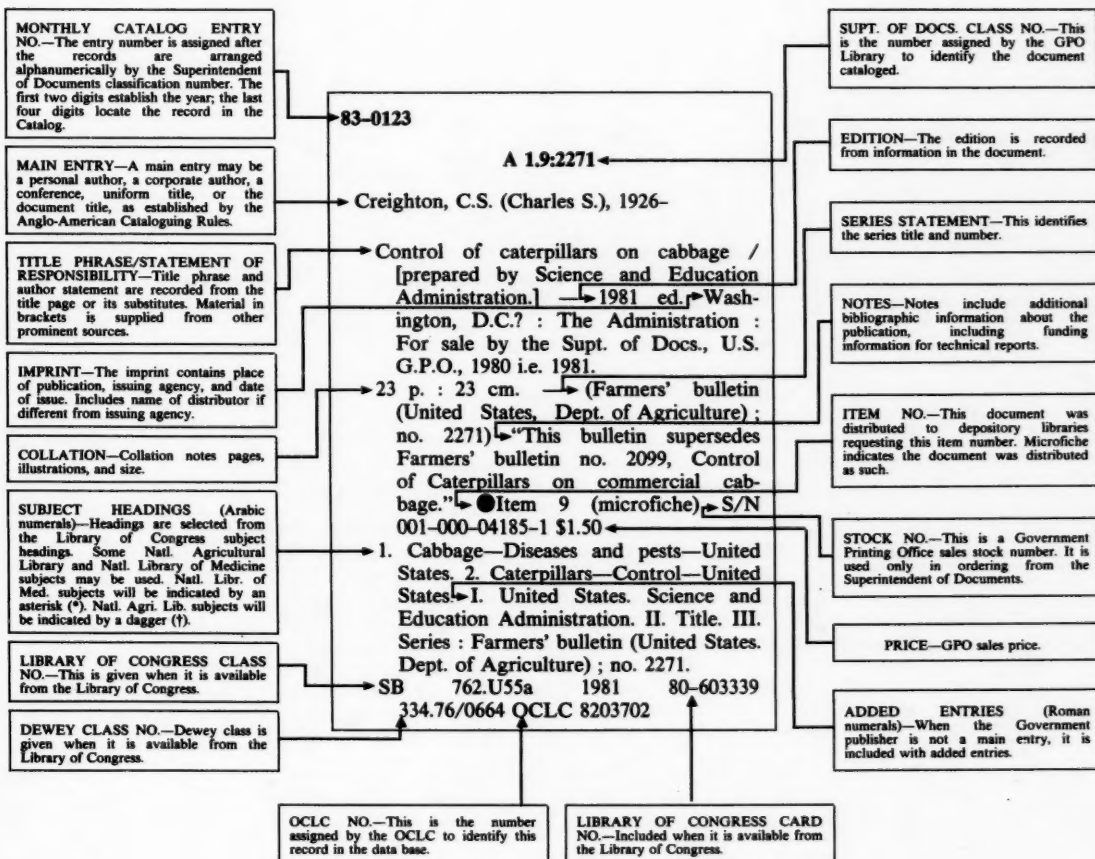 MONTHLY CATALOG ENTRY
NO.—The entry number is assigned after
the records are arranged
alphanumerically by the Superintendent
of Documents classification number. The
first two digits establish the year; the last
four digits locate the record in the
Catalog.
MAIN ENTRY—A main entry may be
a personal author, a corporate author, a
conference, uniform title, or the
document title, as established by the
Anglo-American Cataloguing Rules.
TITLE PHRASE/STATEMENT OF
RESPONSIBILITY—Title phrase and
author statement are recorded from the
title page or its substitutes. Material in
brackets is supplied from other
prominent sources.
IMPRINT—The imprint contains place
of publication, issuing agency, and date
of issue. Includes name of distributor if
different from issuing agency.
COLLATION—Collation notes pages,
illustrations, and size.
SUBJECT HEADINGS (Arabic
numerals)—Headings are selected from
the Library of Congress subject
headings. Some Natl. Agricultural
Library and Natl. Library of Medicine
subjects may be used. Natl. Libr. of
Med. subjects will be indicated by an
asterisk (*). Natl. Agri. Lib. subjects will
be indicated by a dagger (†).
LIBRARY OF CONGRESS CLASS
NO.—This is given when it is available
from the Library of Congress.
DEWEY CLASS NO.—Dewey class is
given when it is available from the
Library of Congress.
83–0123
A 1.9:2271
Creighton, C.S. (Charles S.), 1926–
Control of caterpillars on cabbage /
[prepared by Science and Education
Administration.] 1981 ed. Wash-
ington, D.C.? : The Administration :
For sale by the Supt. of Docs., U.S.
G.P.O., 1980 i.e. 1981.
23 p. : 23 cm. (Farmers' bulletin
(United States, Dept. of Agriculture) ;
no. 2271) “This bulletin supersedes
Farmers' bulletin no. 2099, Control
of Caterpillars on commercial cab-
bage.” ●Item 9 (microfiche) S/N
001–000–04185–1 $1.50
1. Cabbage—Diseases and pests—United
States. 2. Caterpillars—Control—United
States. I. United States. Science and
Education Administration. II. Title. III.
Series : Farmers' bulletin (United States.
Dept. of Agriculture) ; no. 2271.
SB 762.U55a 1981 80–603339
334.76/0664 OCLC 8203702
SUPT. OF DOCS. CLASS NO.—This
is the number assigned by the GPO
Library to identify the document
cataloged.
EDITION—The edition is recorded
from information in the document.
SERIES STATEMENT—This identifies
the series title and number.
NOTES—Notes include additional
bibliographic information about the
publication, including funding
information for technical reports.
ITEM NO.—This document was
distributed to depository libraries
requesting this item number. Microfiche
indicates the document was distributed
as such.
STOCK NO.—This is a Government
Printing Office sales stock number. It is
used only in ordering from the
Superintendent of Documents.
PRICE—GPO sales price.
ADDED ENTRIES (Roman
numerals)—When the Government
publisher is not a main entry, it is
included with added entries.
OCLC NO.—This is the number
assigned by the OCLC to identify this
record in the data base.
LIBRARY OF CONGRESS CARD
NO.—Included when it is available from
the Library of Congress.